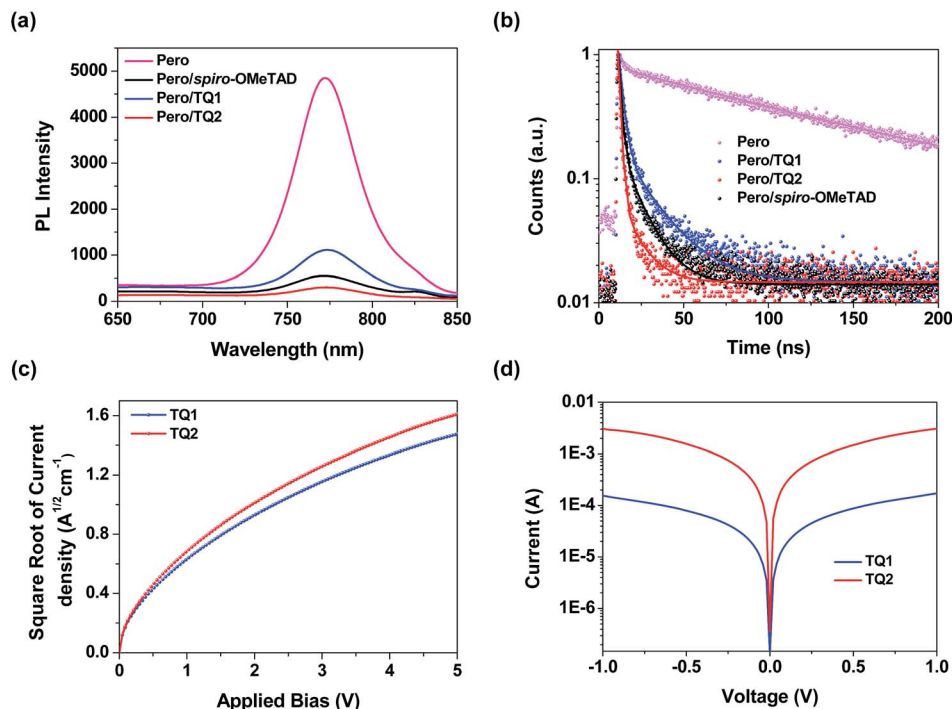 (a)
Pero
Pero/spiro-OMeTAD
Pero/TQ1
Pero/TQ2
5000
4000
3000
2000
1000
0
PL Intensity
650
700
750
800
850
Wavelength (nm)
(b)
1
0.1
0.01
Counts (a.u.)
Pero
Pero/TQ1
Pero/TQ2
Pero/spiro-OMeTAD
0
50
100
150
200
Time (ns)
(c)
TQ1
TQ2
1.6
1.2
0.8
0.4
0.0
Square Root of Current
density (A^1/2cm^-1)
0
1
2
3
4
5
Applied Bias (V)
(d)
0.01
1E-3
1E-4
1E-5
1E-6
Current (A)
TQ1
TQ2
-1.0
-0.5
0.0
0.5
1.0
Voltage (V)